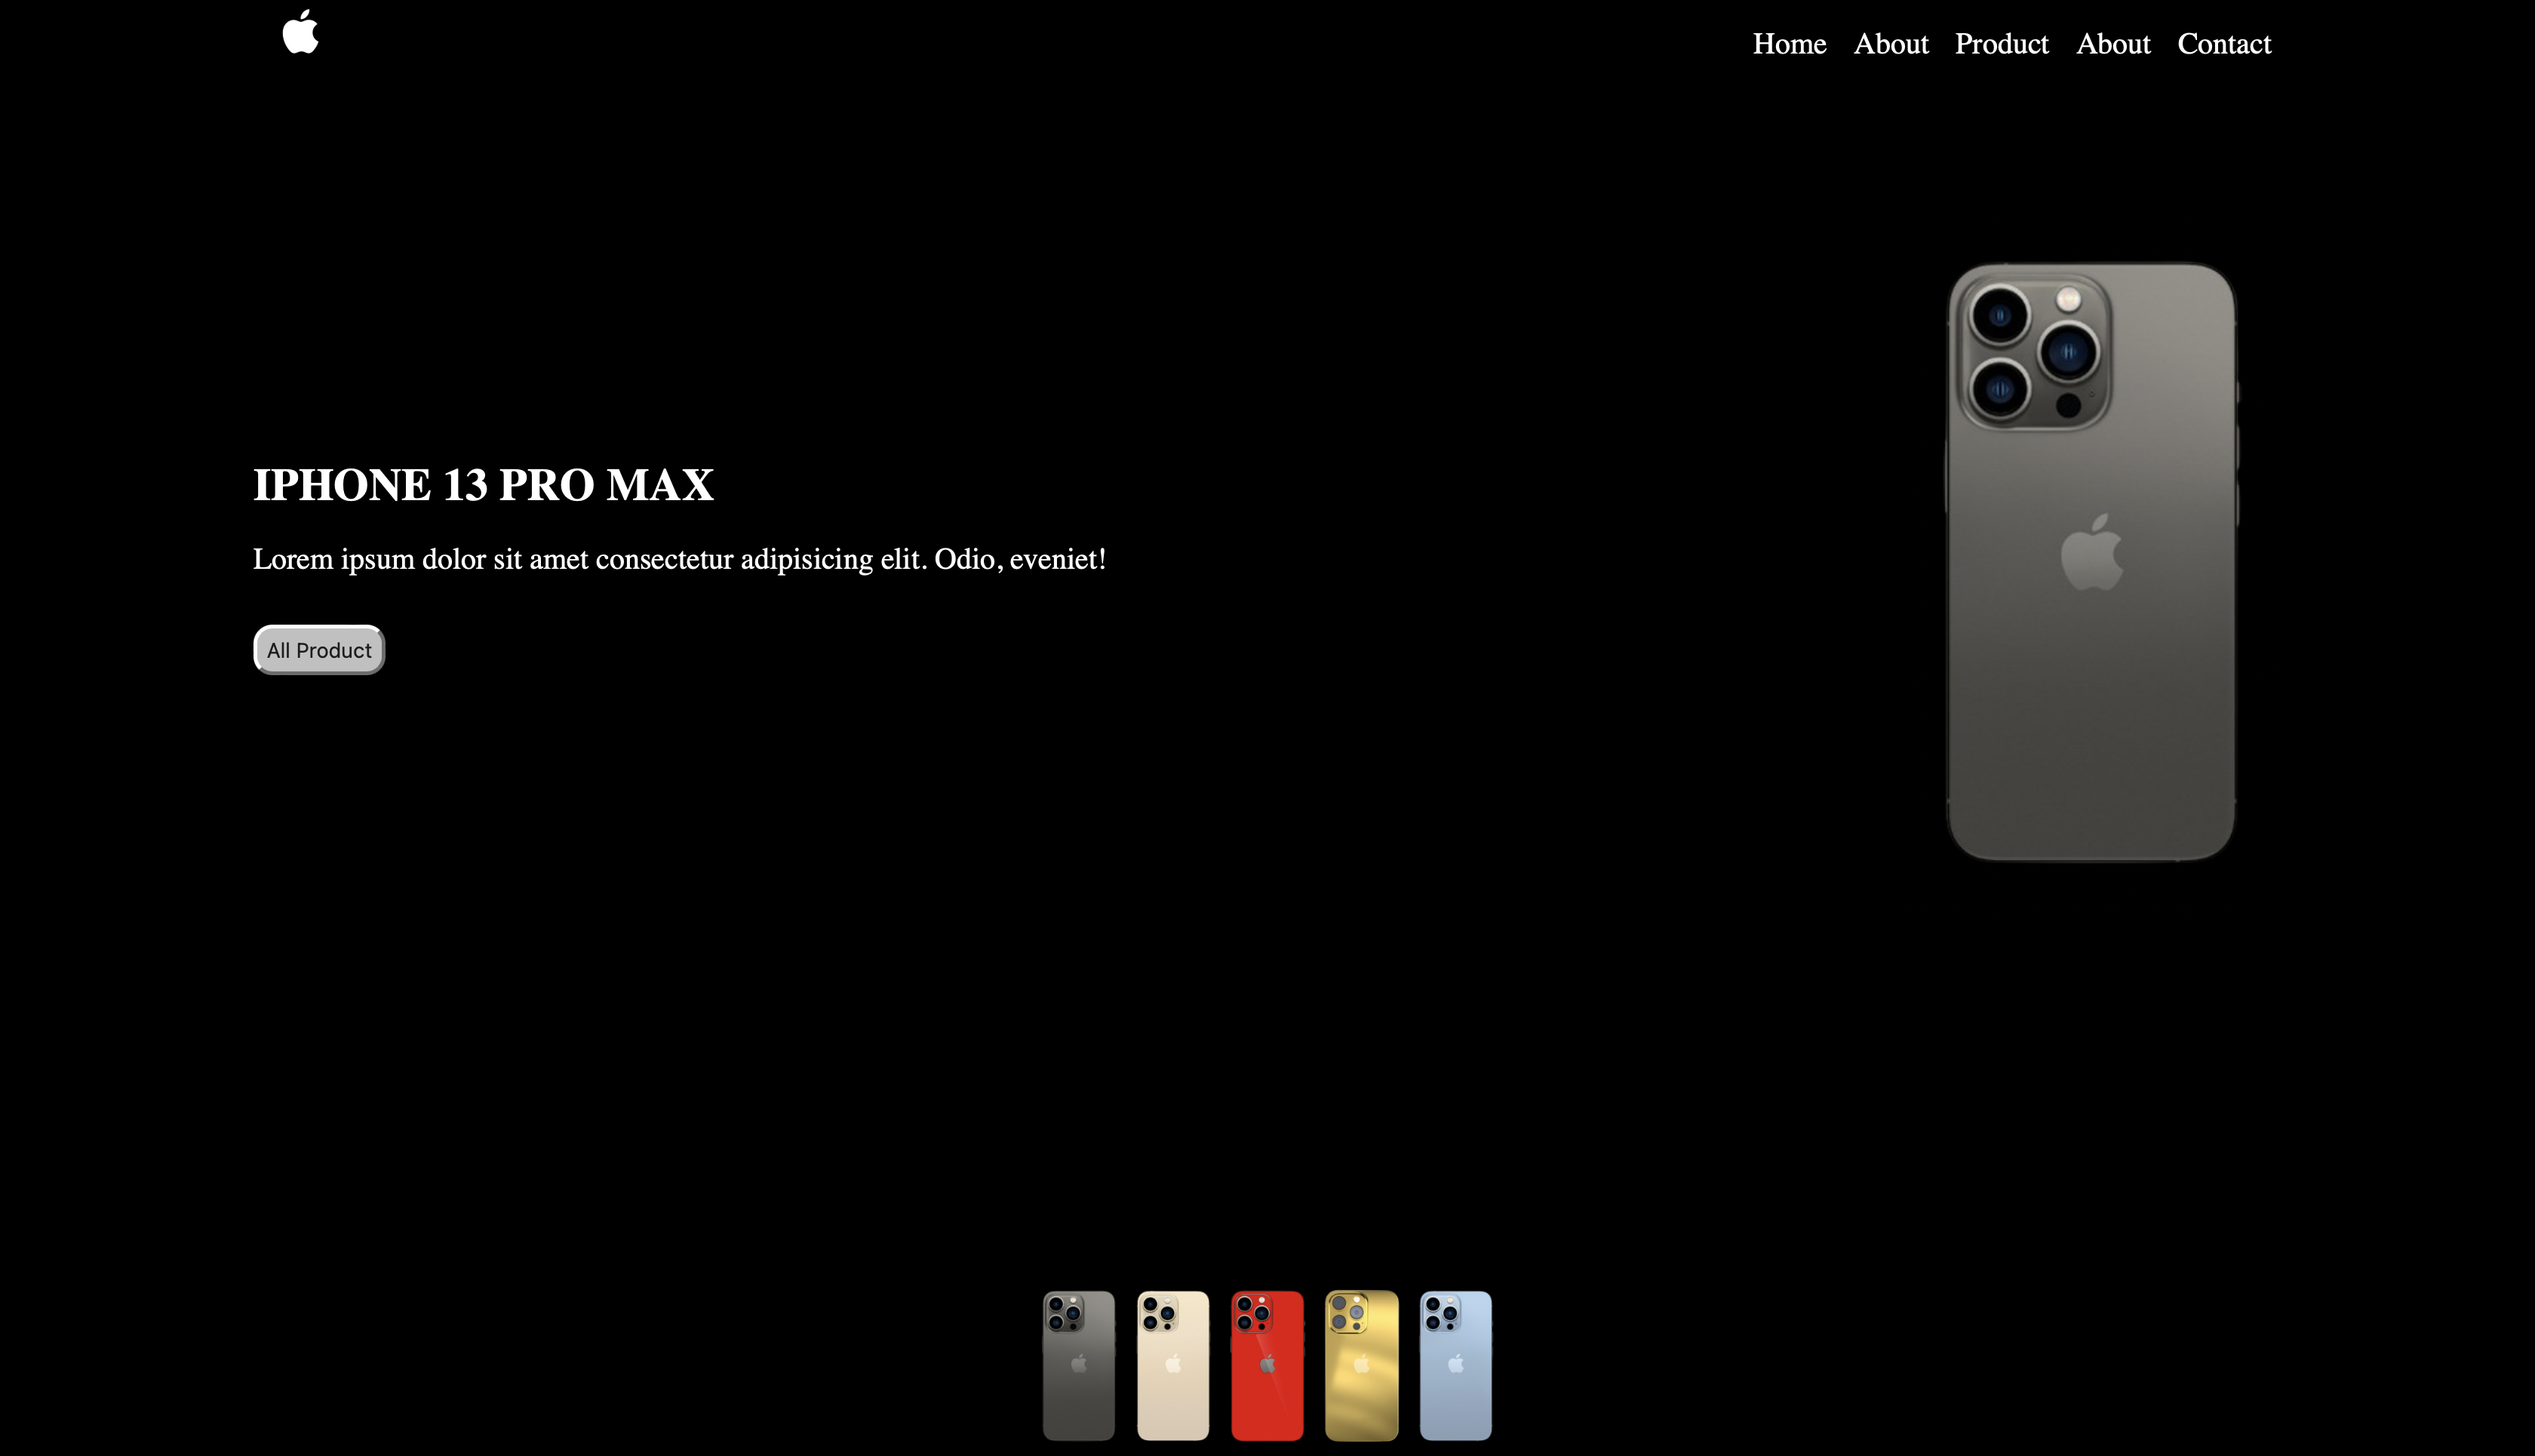 Home About Product About Contact
IPHONE 13 PRO MAX
Lorem ipsum dolor sit amet consectetur adipisicing elit. Odio, eveniet!
All Product